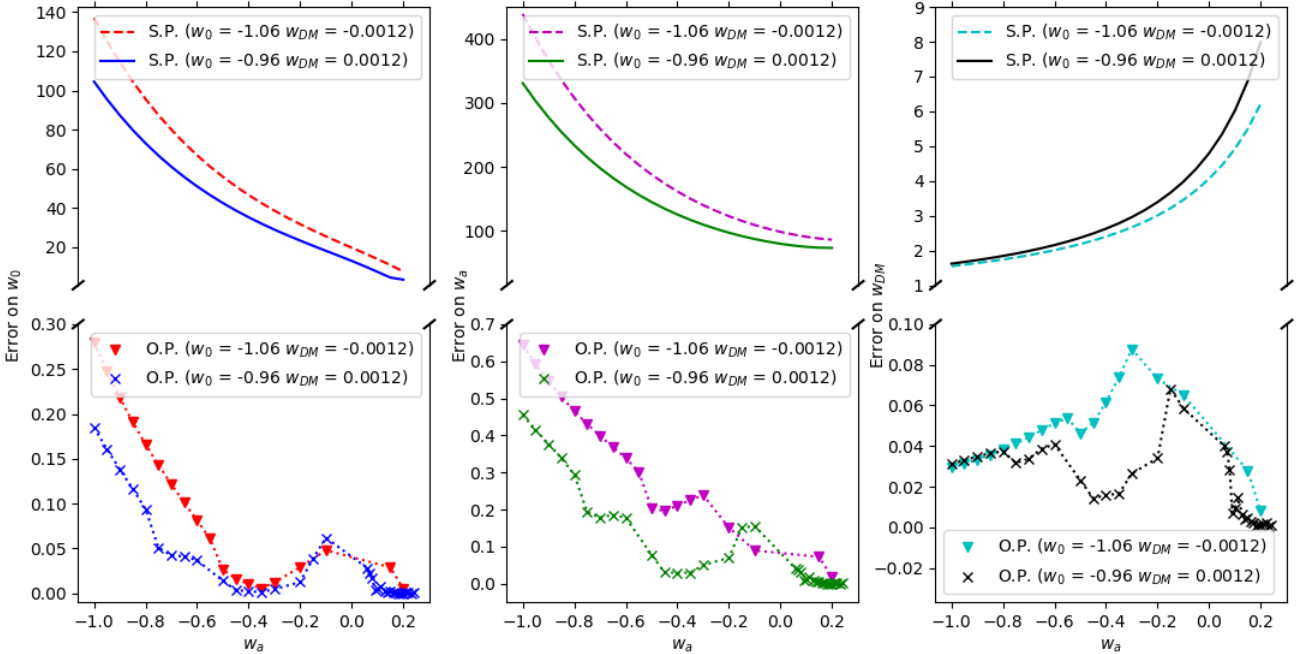 140
120
100
80
60
40
20
S.P. (w0 = -1.06 wDM = -0.0012)
S.P. (w0 = -0.96 wDM = 0.0012)
Error on w0
0.30
0.25
0.20
0.15
0.10
0.05
0.00
O.P. (w0 = -1.06 wDM = -0.0012)
O.P. (w0 = -0.96 wDM = 0.0012)
−1.0 −0.8 −0.6 −0.4 −0.2 0.0 0.2
wa
400
300
200
100
S.P. (w0 = -1.06 wDM = -0.0012)
S.P. (w0 = -0.96 wDM = 0.0012)
Error on wa
0.7
0.6
0.5
0.4
0.3
0.2
0.1
0.0
O.P. (w0 = -1.06 wDM = -0.0012)
O.P. (w0 = -0.96 wDM = 0.0012)
−1.0 −0.8 −0.6 −0.4 −0.2 0.0 0.2
wa
9
8
7
6
5
4
3
2
1
S.P. (w0 = -1.06 wDM = -0.0012)
S.P. (w0 = -0.96 wDM = 0.0012)
Error on wDM
0.10
0.08
0.06
0.04
0.02
0.00
−0.02
O.P. (w0 = -1.06 wDM = -0.0012)
O.P. (w0 = -0.96 wDM = 0.0012)
−1.0 −0.8 −0.6 −0.4 −0.2 0.0 0.2
wa